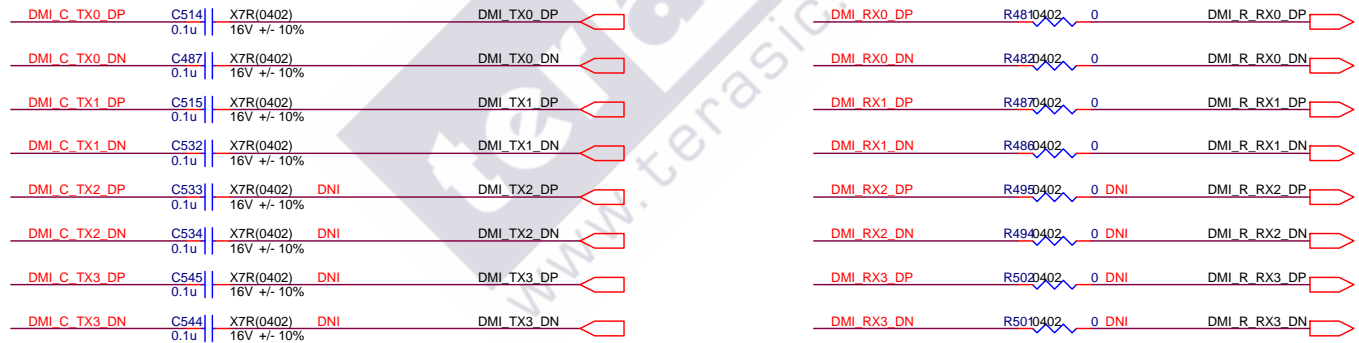 DMI_C_TX0_DP C514 X7R(0402) DMI_TX0_DP DMI_RX0_DP R481 0402 0 DMI_R_RX0_DP
0.1u 16V +/- 10%
DMI_C_TX0_DN C487 X7R(0402) DMI_TX0_DN DMI_RX0_DN R482 0402 0 DMI_R_RX0_DN
0.1u 16V +/- 10%
DMI_C_TX1_DP C515 X7R(0402) DMI_TX1_DP DMI_RX1_DP R487 0402 0 DMI_R_RX1_DP
0.1u 16V +/- 10%
DMI_C_TX1_DN C532 X7R(0402) DMI_TX1_DN DMI_RX1_DN R486 0402 0 DMI_R_RX1_DN
0.1u 16V +/- 10%
DMI_C_TX2_DP C533 X7R(0402) DNI DMI_TX2_DP DMI_RX2_DP R495 0402 0 DNI DMI_R_RX2_DP
0.1u 16V +/- 10%
DMI_C_TX2_DN C534 X7R(0402) DNI DMI_TX2_DN DMI_RX2_DN R494 0402 0 DNI DMI_R_RX2_DN
0.1u 16V +/- 10%
DMI_C_TX3_DP C545 X7R(0402) DNI DMI_TX3_DP DMI_RX3_DP R502 0402 0 DNI DMI_R_RX3_DP
0.1u 16V +/- 10%
DMI_C_TX3_DN C544 X7R(0402) DNI DMI_TX3_DN DMI_RX3_DN R501 0402 0 DNI DMI_R_RX3_DN
0.1u 16V +/- 10%
ter
www.terasic.